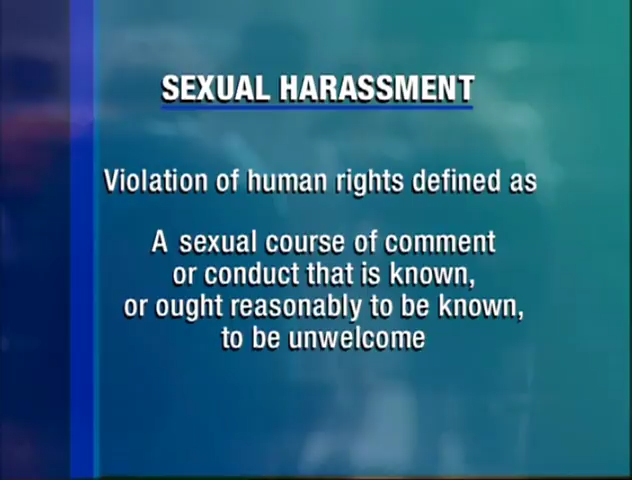 SEXUAL HARASSMENT
Violation of human rights defined as
A sexual course of comment
or conduct that is known,
or ought reasonably to be known,
to be unwelcome